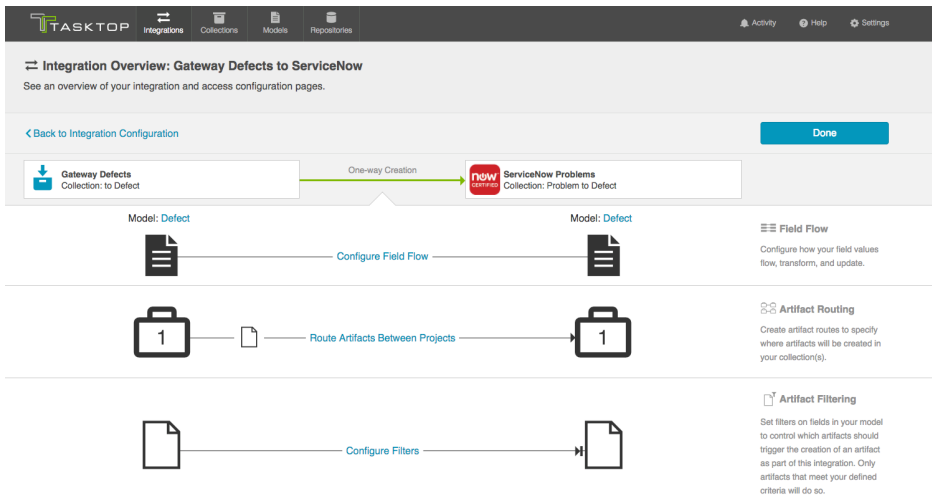 TASKTOP
Integrations
Collections
Models
Repositories
Activity
Help
Settings
Integration Overview: Gateway Defects to ServiceNow
See an overview of your integration and access configuration pages.
Back to Integration Configuration
Done
Gateway Defects
Collection: to Defect
One-way Creation
now
CERTIFIED
ServiceNow Problems
Collection: Problem to Defect
Model: Defect
Model: Defect
Configure Field Flow
Field Flow
Configure how your field values
flow, transform, and update.
1
Route Artifacts Between Projects
1
Artifact Routing
Create artifact routes to specify
where artifacts will be created in
your collection(s).
Configure Filters
Artifact Filtering
Set filters on fields in your model
to control which artifacts should
trigger the creation of an artifact
as part of this integration. Only
artifacts that meet your defined
criteria will do so.